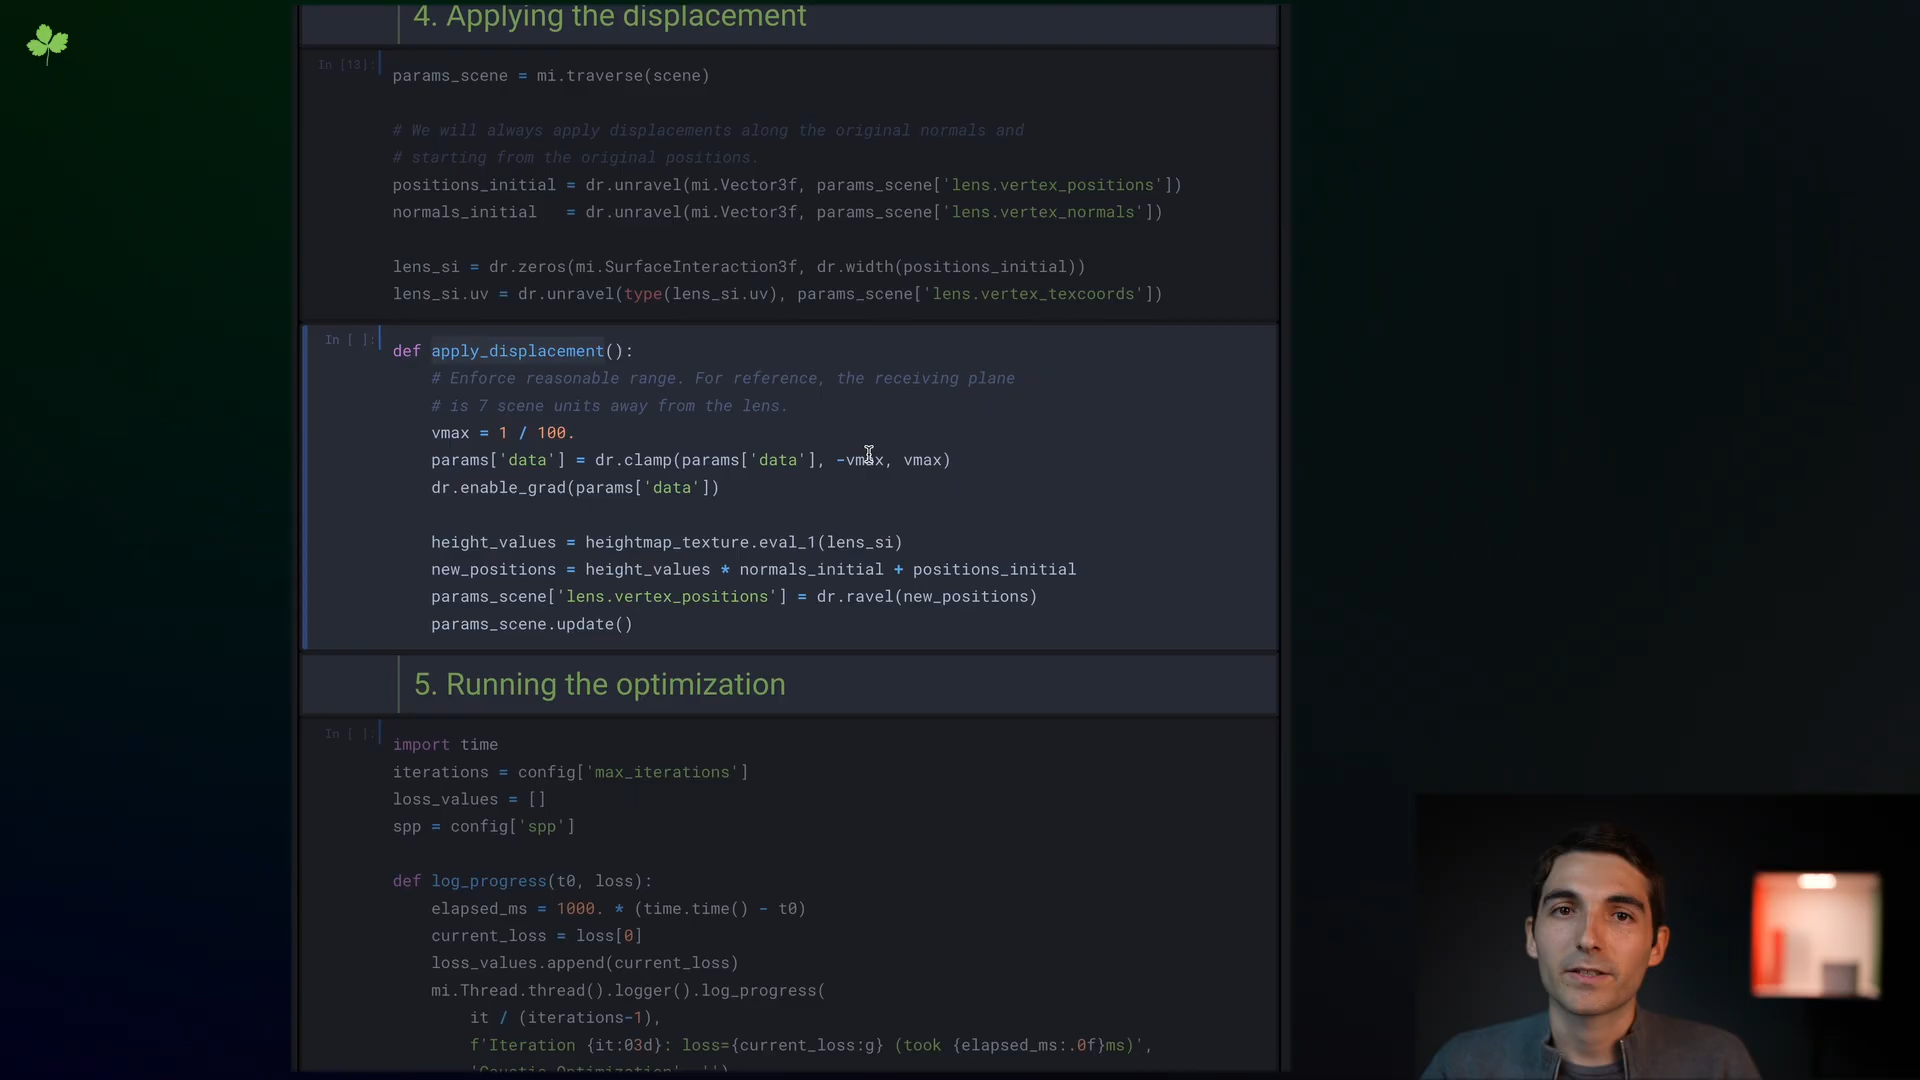 4. Applying the displacement
In [13]:
params_scene = mi.traverse(scene)
# We will always apply displacements along the original normals and
# starting from the original positions.
positions_initial = dr.unravel(mi.Vector3f, params_scene['lens.vertex_positions'])
normals_initial   = dr.unravel(mi.Vector3f, params_scene['lens.vertex_normals'])
lens_si = dr.zeros(mi.SurfaceInteraction3f, dr.width(positions_initial))
lens_si.uv = dr.unravel(type(lens_si.uv), params_scene['lens.vertex_texcoords'])
In [ ]:
def apply_displacement():
    # Enforce reasonable range. For reference, the receiving plane
    # is 7 scene units away from the lens.
    vmax = 1 / 100.
    params['data'] = dr.clamp(params['data'], -vmax, vmax)
    dr.enable_grad(params['data'])
    height_values = heightmap_texture.eval_1(lens_si)
    new_positions = height_values * normals_initial + positions_initial
    params_scene['lens.vertex_positions'] = dr.ravel(new_positions)
    params_scene.update()
5. Running the optimization
In [ ]:
import time
iterations = config['max_iterations']
loss_values = []
spp = config['spp']
def log_progress(t0, loss):
    elapsed_ms = 1000. * (time.time() - t0)
    current_loss = loss[0]
    loss_values.append(current_loss)
    mi.Thread.thread().logger().log_progress(
        it / (iterations-1),
        f'Iteration {it:03d}: loss={current_loss:g} (took {elapsed_ms:.0f}ms)',
        'Caustic Optimization', '')